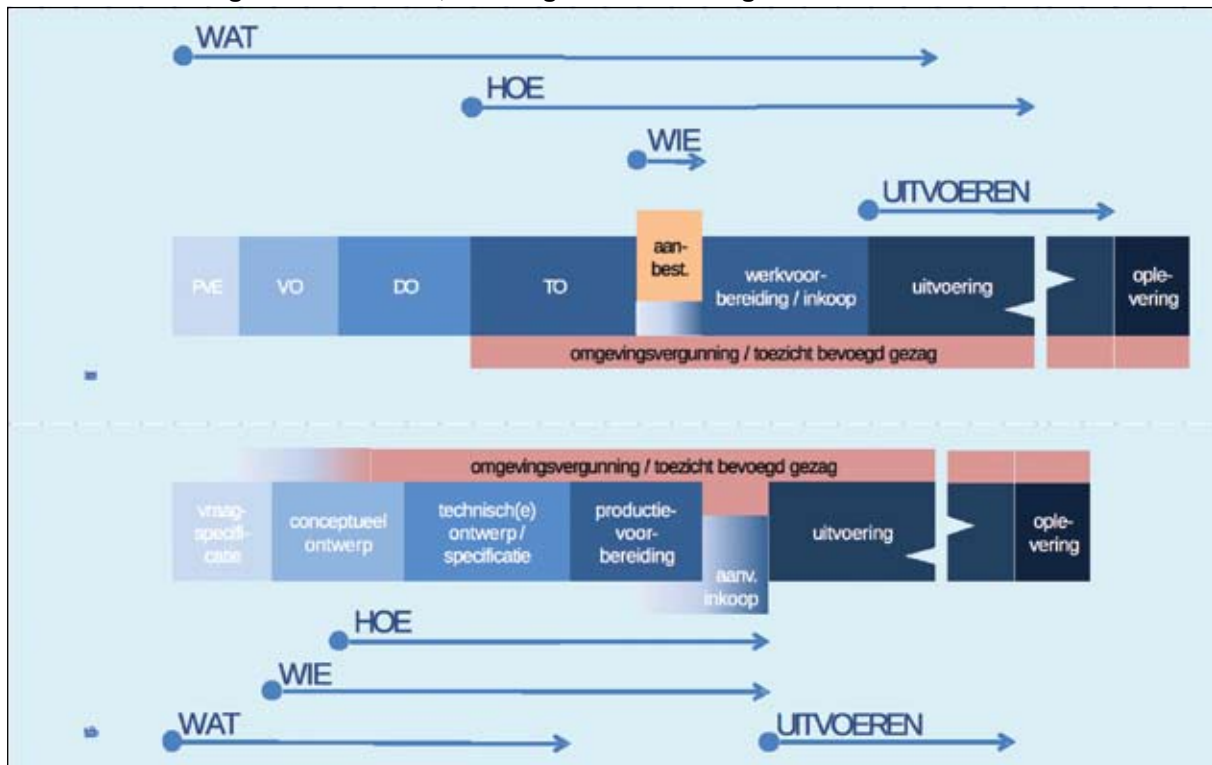 WAT
HOE
WIE
UITVOEREN
PVE
VO
DO
TO
aan-
best.
werkvoor-
bereiding / inkoop
uitvoering
ople-
vering
omgevingsvergunning / toezicht bevoegd gezag
omgevingsvergunning / toezicht bevoegd gezag
vraag-
specifi-
catie
conceptueel
ontwerp
technisch(e)
ontwerp /
specificatie
productie-
voor-
bereiding
aanv.
inkoop
uitvoering
ople-
vering
HOE
WIE
WAT
UITVOEREN